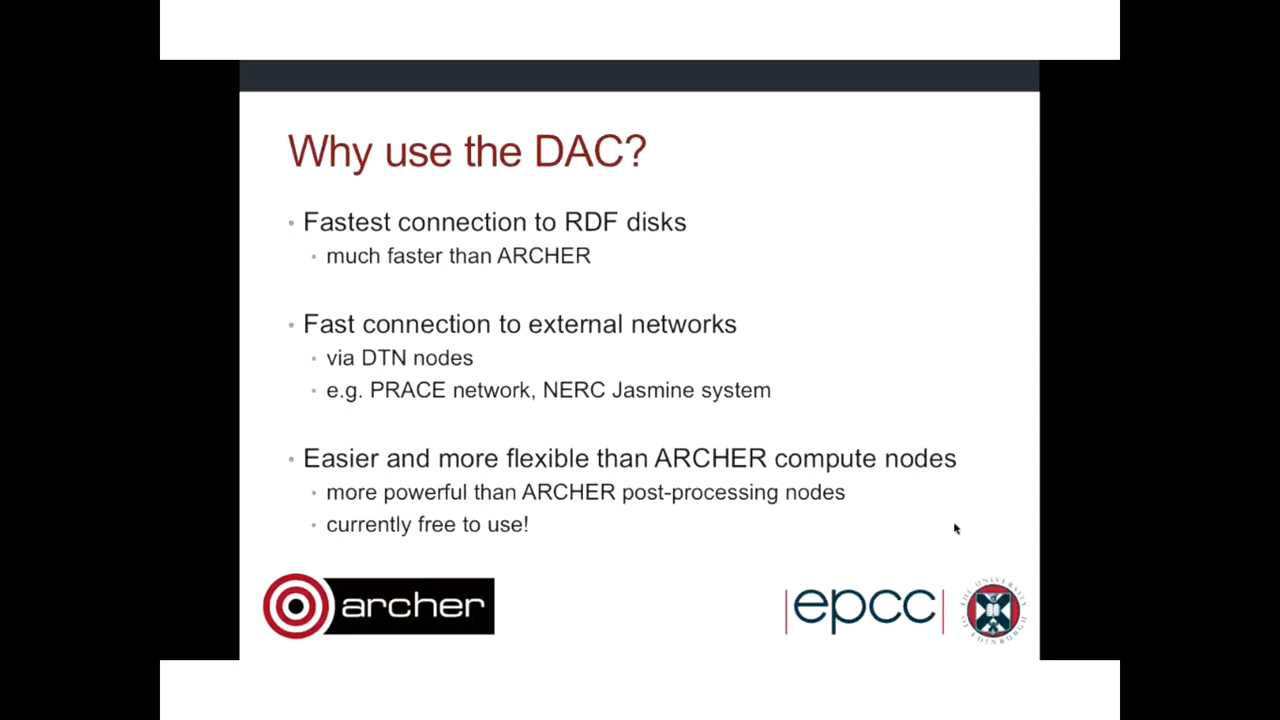 Why use the DAC?
• Fastest connection to RDF disks
• much faster than ARCHER
• Fast connection to external networks
• via DTN nodes
• e.g. PRACE network, NERC Jasmine system
• Easier and more flexible than ARCHER compute nodes
• more powerful than ARCHER post-processing nodes
• currently free to use!
archer
|epcc|
THE UNIVERSITY OF EDINBURGH